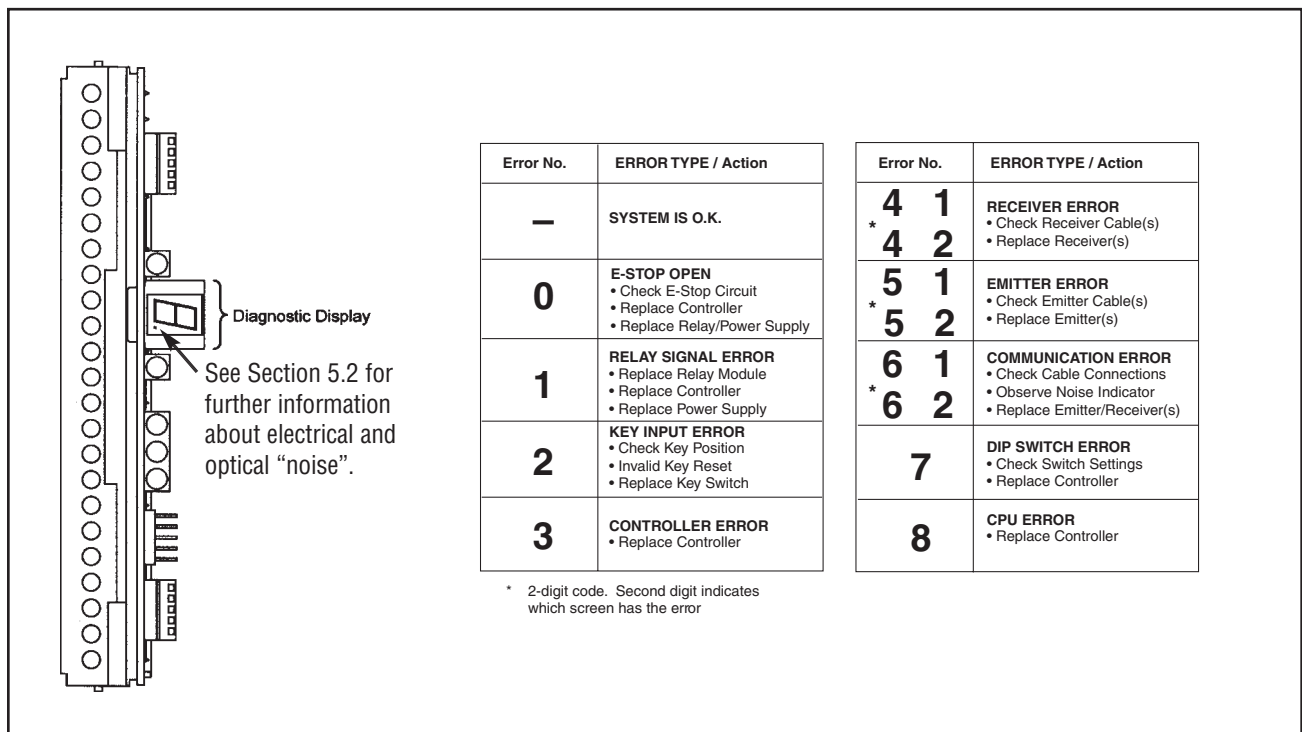 Diagnostic Display
See Section 5.2 for
further information
about electrical and
optical “noise”.
Error No. ERROR TYPE / Action
– SYSTEM IS O.K.
0 E-STOP OPEN
• Check E-Stop Circuit
• Replace Controller
• Replace Relay/Power Supply
1 RELAY SIGNAL ERROR
• Replace Relay Module
• Replace Controller
• Replace Power Supply
2 KEY INPUT ERROR
• Check Key Position
• Invalid Key Reset
• Replace Key Switch
3 CONTROLLER ERROR
• Replace Controller
* 2-digit code. Second digit indicates
which screen has the error
Error No. ERROR TYPE / Action
4 1
* 4 2
RECEIVER ERROR
• Check Receiver Cable(s)
• Replace Receiver(s)
5 1
* 5 2
EMITTER ERROR
• Check Emitter Cable(s)
• Replace Emitter(s)
6 1
* 6 2
COMMUNICATION ERROR
• Check Cable Connections
• Observe Noise Indicator
• Replace Emitter/Receiver(s)
7 DIP SWITCH ERROR
• Check Switch Settings
• Replace Controller
8 CPU ERROR
• Replace Controller